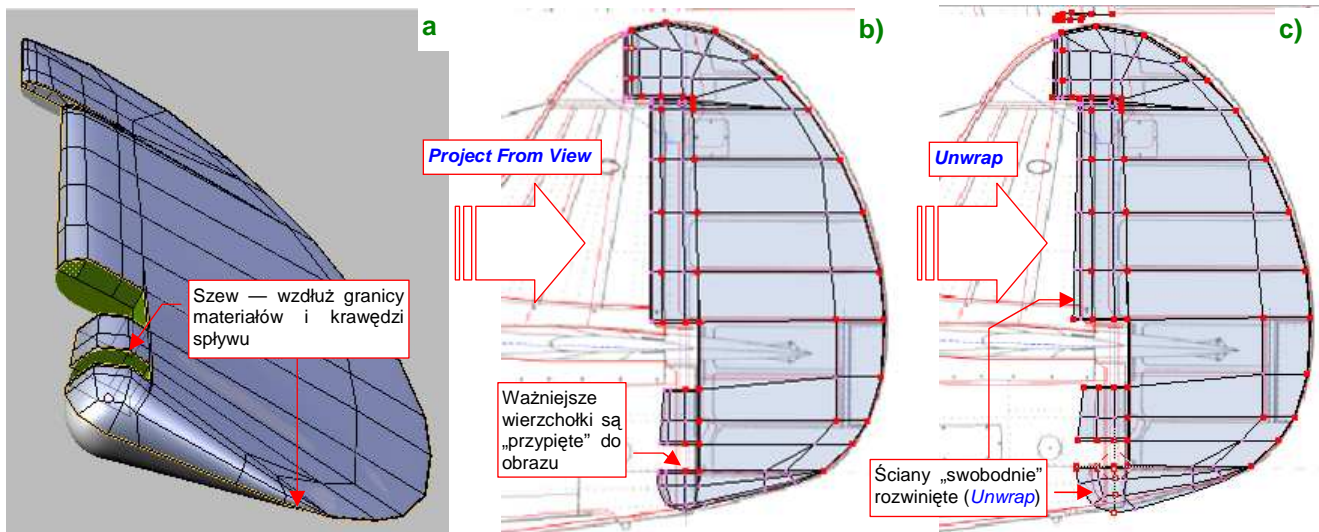 a
b)
c)
Project From View
Unwrap
Szew — wzdłuż granicy
materiałów i krawędzi
spływu
Ważniejsze
wierzchołki są
„przypięte” do
obrazu
Ściany „swobodnie”
rozwinięte (Unwrap)